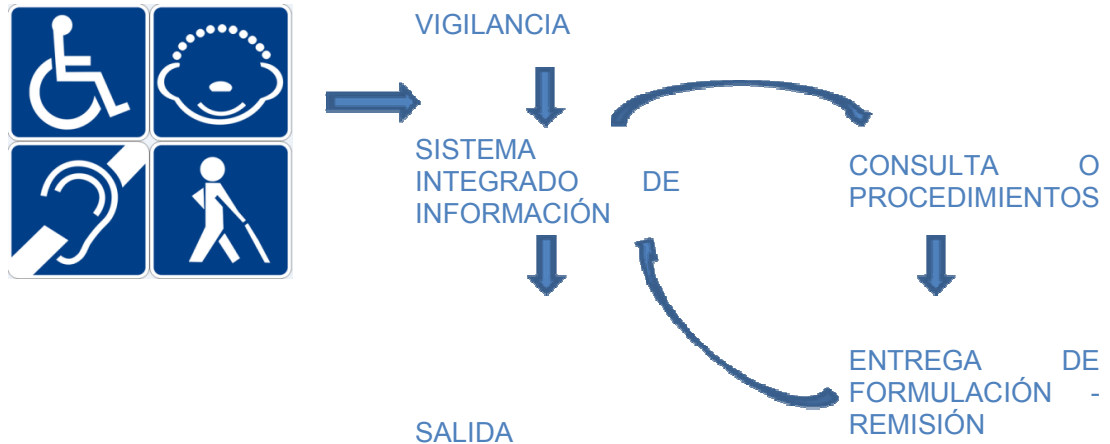 VIGILANCIA
SISTEMA
INTEGRADO DE
INFORMACIÓN
CONSULTA O
PROCEDIMIENTOS
ENTREGA DE
FORMULACIÓN -
REMISIÓN
SALIDA